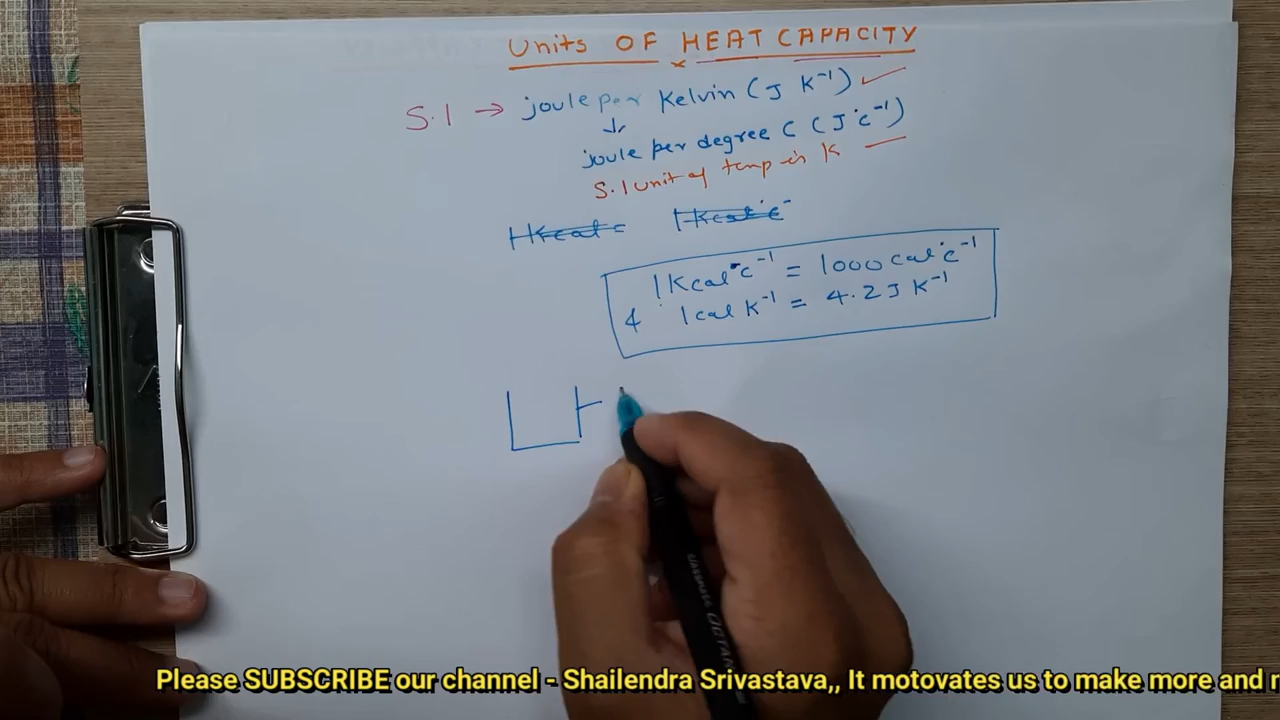 Units OF HEAT CAPACITY
S.I → joule per Kelvin (J K⁻¹) ✓
↓
joule per degree C (J °C⁻¹)
S.I unit of temp is K
1 Kcal °C⁻¹ = 1000 cal °C⁻¹
& 1 cal K⁻¹ = 4.2 J K⁻¹
Please SUBSCRIBE our channel - Shailendra Srivastava,, It motovates us to make more and